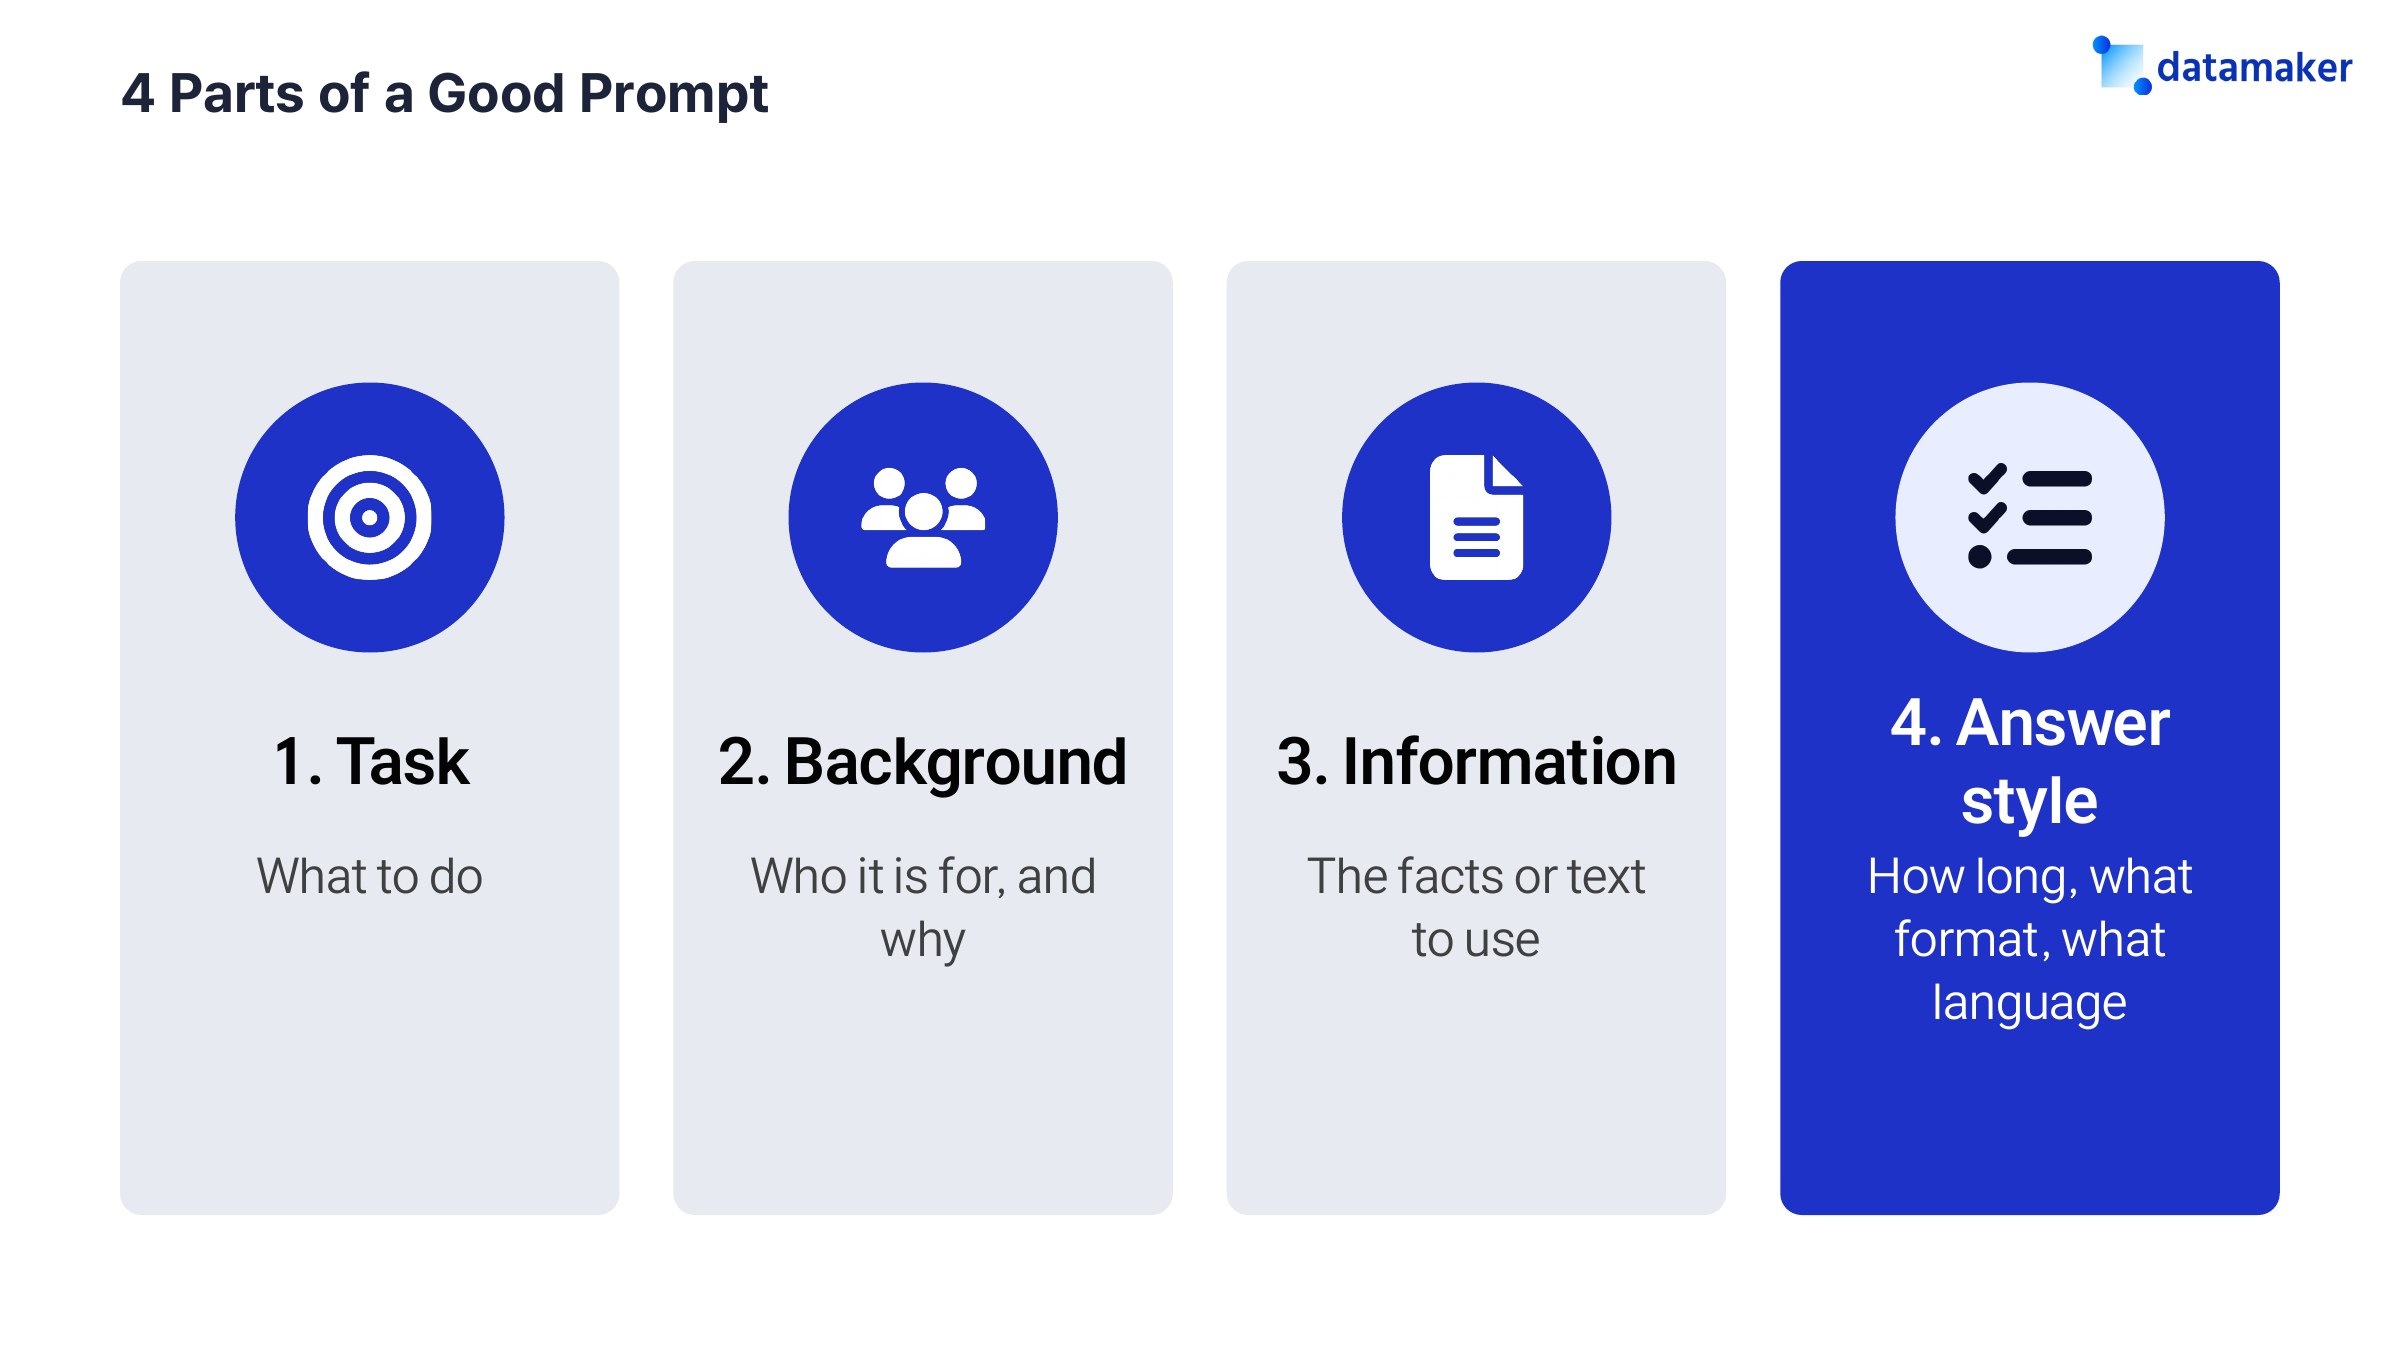 4 Parts of a Good Prompt
datamaker
1. Task
What to do
2. Background
Who it is for, and
why
3. Information
The facts or text
to use
4. Answer
style
How long, what
format, what
language